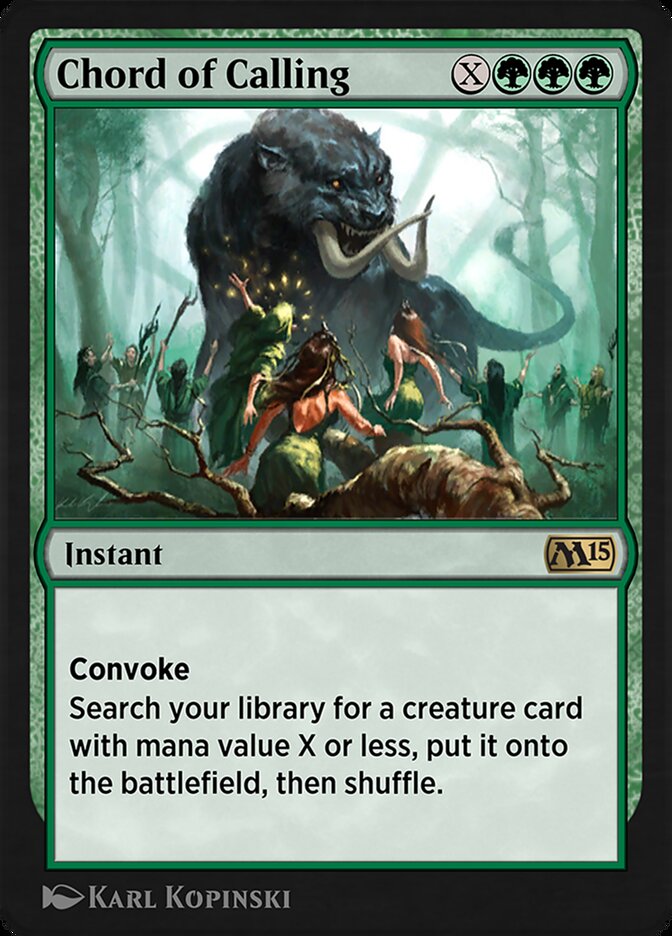 Chord of Calling X
Instant M15
Convoke
Search your library for a creature card
with mana value X or less, put it onto
the battlefield, then shuffle.
Karl Kopinski